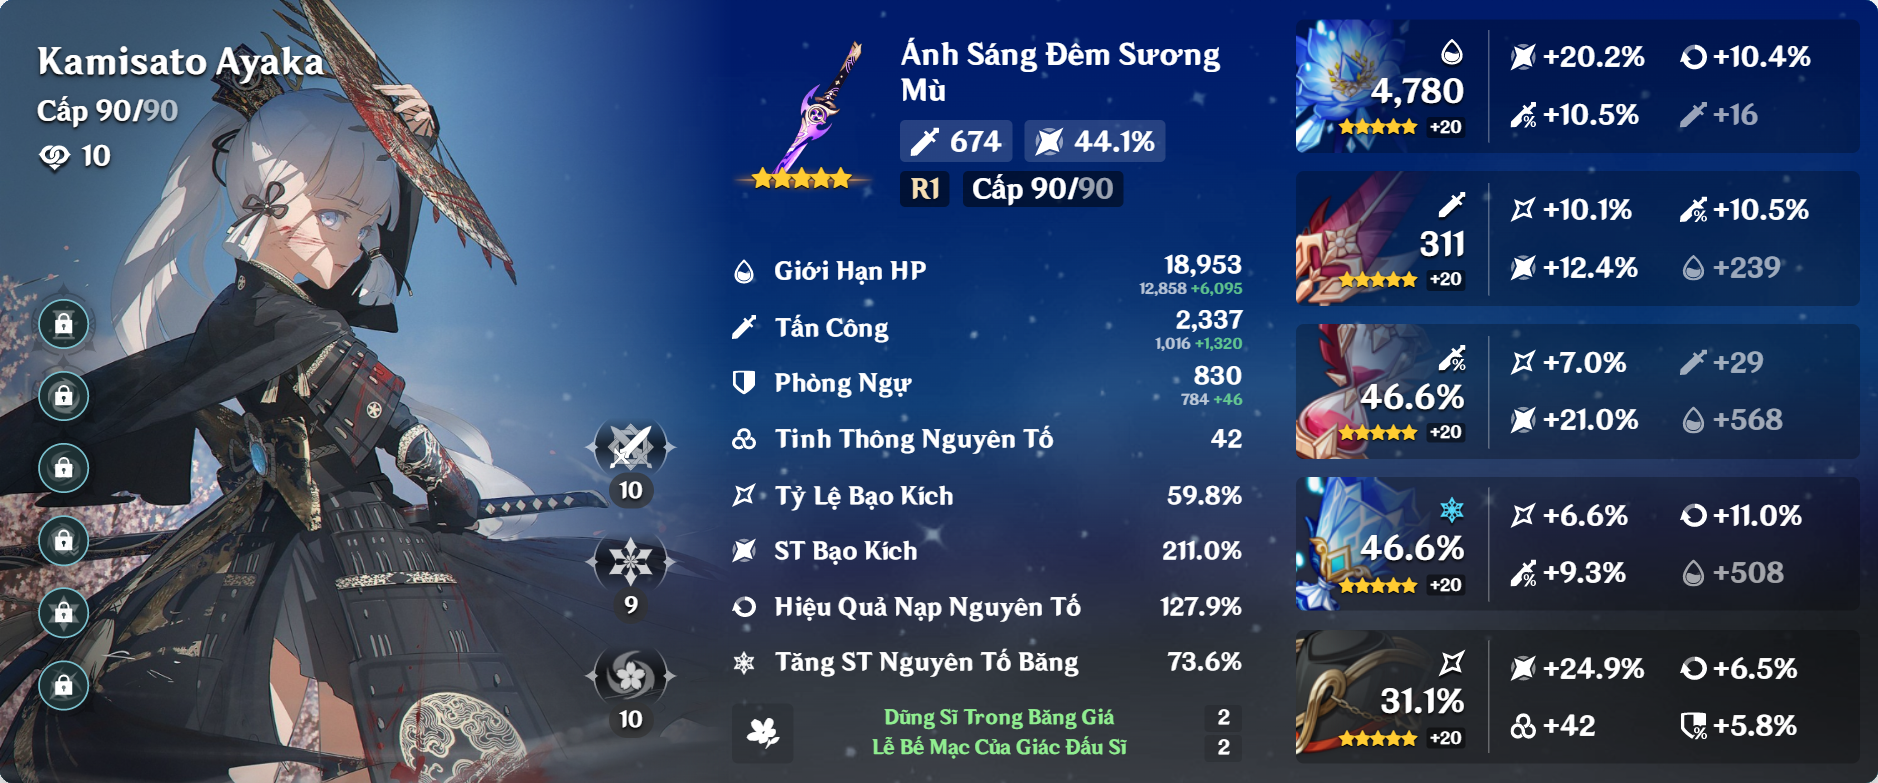 Kamisato Ayaka
Cấp 90/90
10
10
9
10
Ánh Sáng Đêm Sương
Mù
674 44.1%
R1 Cấp 90/90
Giới Hạn HP 18,953
12,858 +6,095
Tấn Công 2,337
1,016 +1,320
Phòng Ngự 830
784 +46
Tinh Thông Nguyên Tố 42
Tỷ Lệ Bạo Kích 59.8%
ST Bạo Kích 211.0%
Hiệu Quả Nạp Nguyên Tố 127.9%
Tăng ST Nguyên Tố Băng 73.6%
Dũng Sĩ Trong Băng Giá 2
Lễ Bế Mạc Của Giác Đấu Sĩ 2
4,780
+20
+20.2% +10.4%
+10.5% +16
311
+20
+10.1% +10.5%
+12.4% +239
46.6%
+20
+7.0% +29
+21.0% +568
46.6%
+20
+6.6% +11.0%
+9.3% +508
31.1%
+20
+24.9% +6.5%
+42 +5.8%